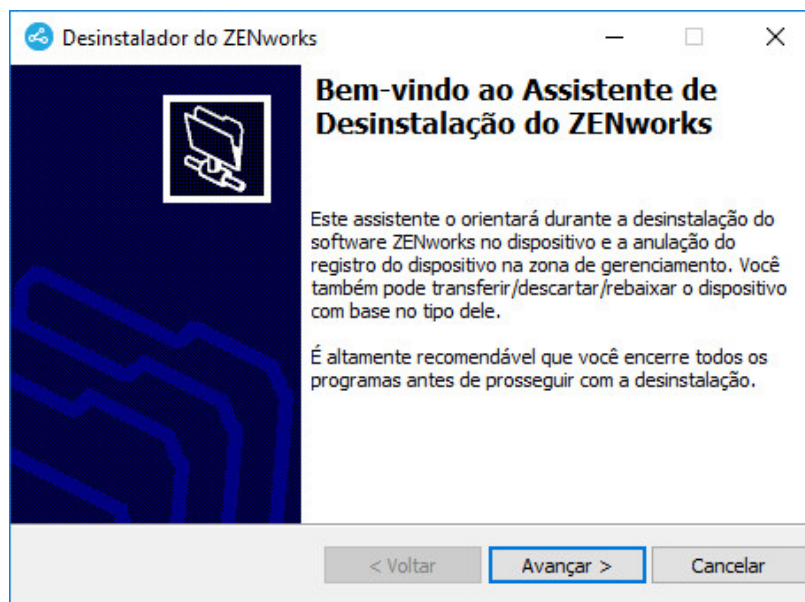 Desinstalador do ZENworks
Bem-vindo ao Assistente de
Desinstalação do ZENworks
Este assistente o orientará durante a desinstalação do
software ZENworks no dispositivo e a anulação do
registro do dispositivo na zona de gerenciamento. Você
também pode transferir/descartar/rebaixar o dispositivo
com base no tipo dele.
É altamente recomendável que você encerre todos os
programas antes de prosseguir com a desinstalação.
< Voltar
Avançar >
Cancelar